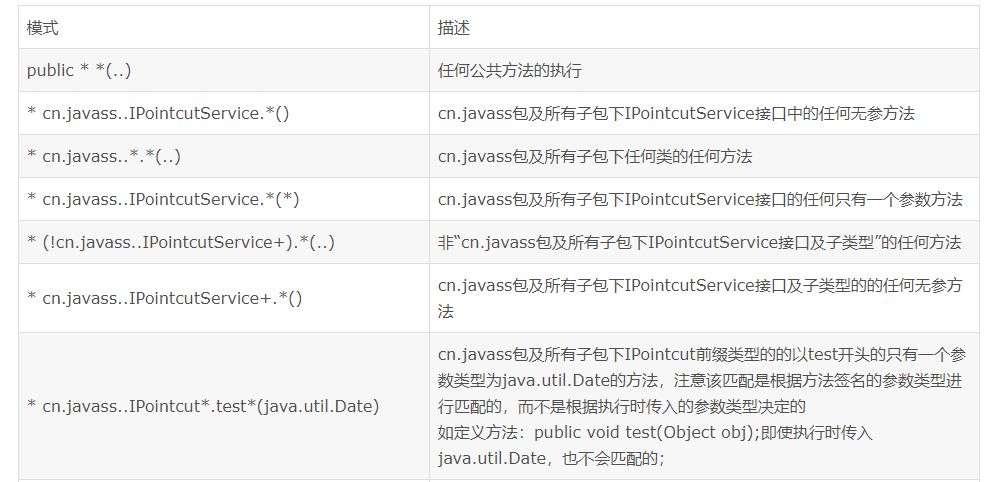 模式
描述
public * *(..)
任何公共方法的执行
* cn.javass..IPointcutService.*()
cn.javass包及所有子包下IPointcutService接口中的任何无参方法
* cn.javass..*.*(..)
cn.javass包及所有子包下任何类的任何方法
* cn.javass..IPointcutService.*(*)
cn.javass包及所有子包下IPointcutService接口的任何只有一个参数方法
* (!cn.javass..IPointcutService+).*(..)
非“cn.javass包及所有子包下IPointcutService接口及子类型”的任何方法
* cn.javass..IPointcutService+.*()
cn.javass包及所有子包下IPointcutService接口及子类型的的任何无参方
法
* cn.javass..IPointcut*.test*(java.util.Date)
cn.javass包及所有子包下IPointcut前缀类型的的以test开头的只有一个参
数类型为java.util.Date的方法，注意该匹配是根据方法签名的参数类型进
行匹配的，而不是根据执行时传入的参数类型决定的
如定义方法：public void test(Object obj);即使执行时传入
java.util.Date，也不会匹配的；